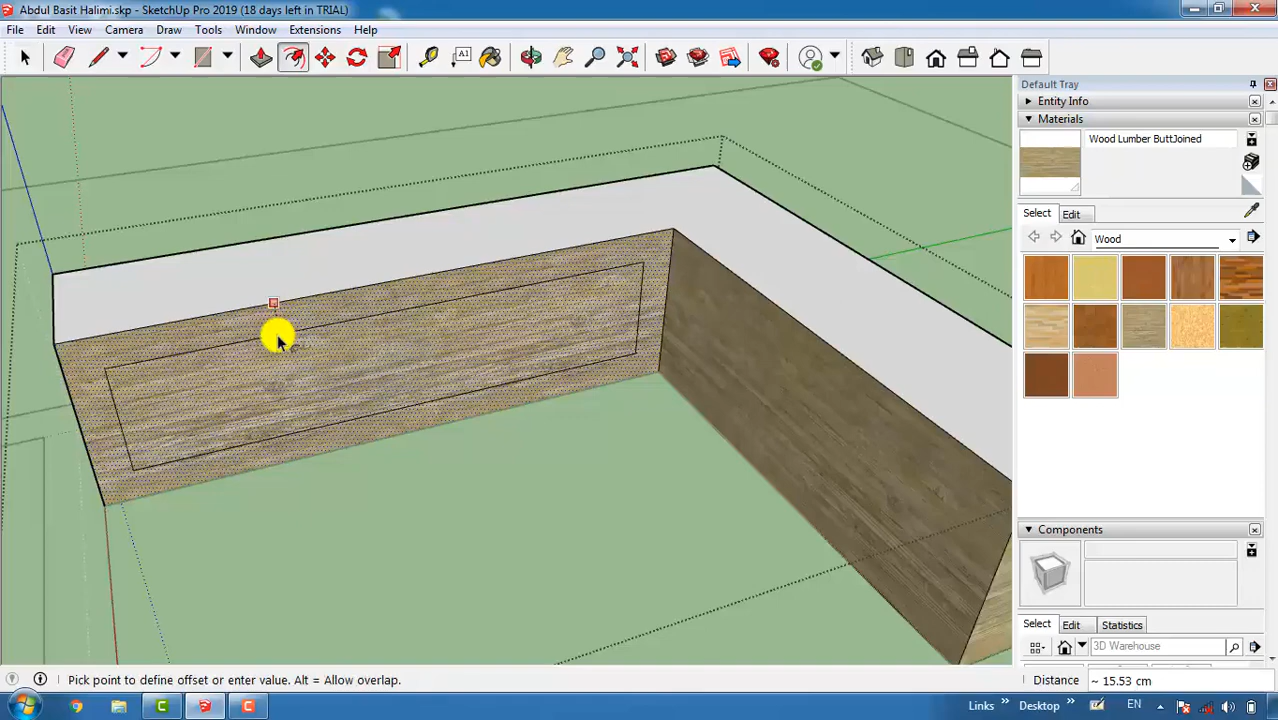 Abdul Basit Halimi.skp - SketchUp Pro 2019 (18 days left in TRIAL)
File Edit View Camera Draw Tools Window Extensions Help
A1
Default Tray
Entity Info
Materials
Wood Lumber ButtJoined
Select Edit
Wood
Components
Select Edit Statistics
3D Warehouse
Pick point to define offset or enter value. Alt = Allow overlap.
Distance ~ 15.53 cm
Links » Desktop » EN